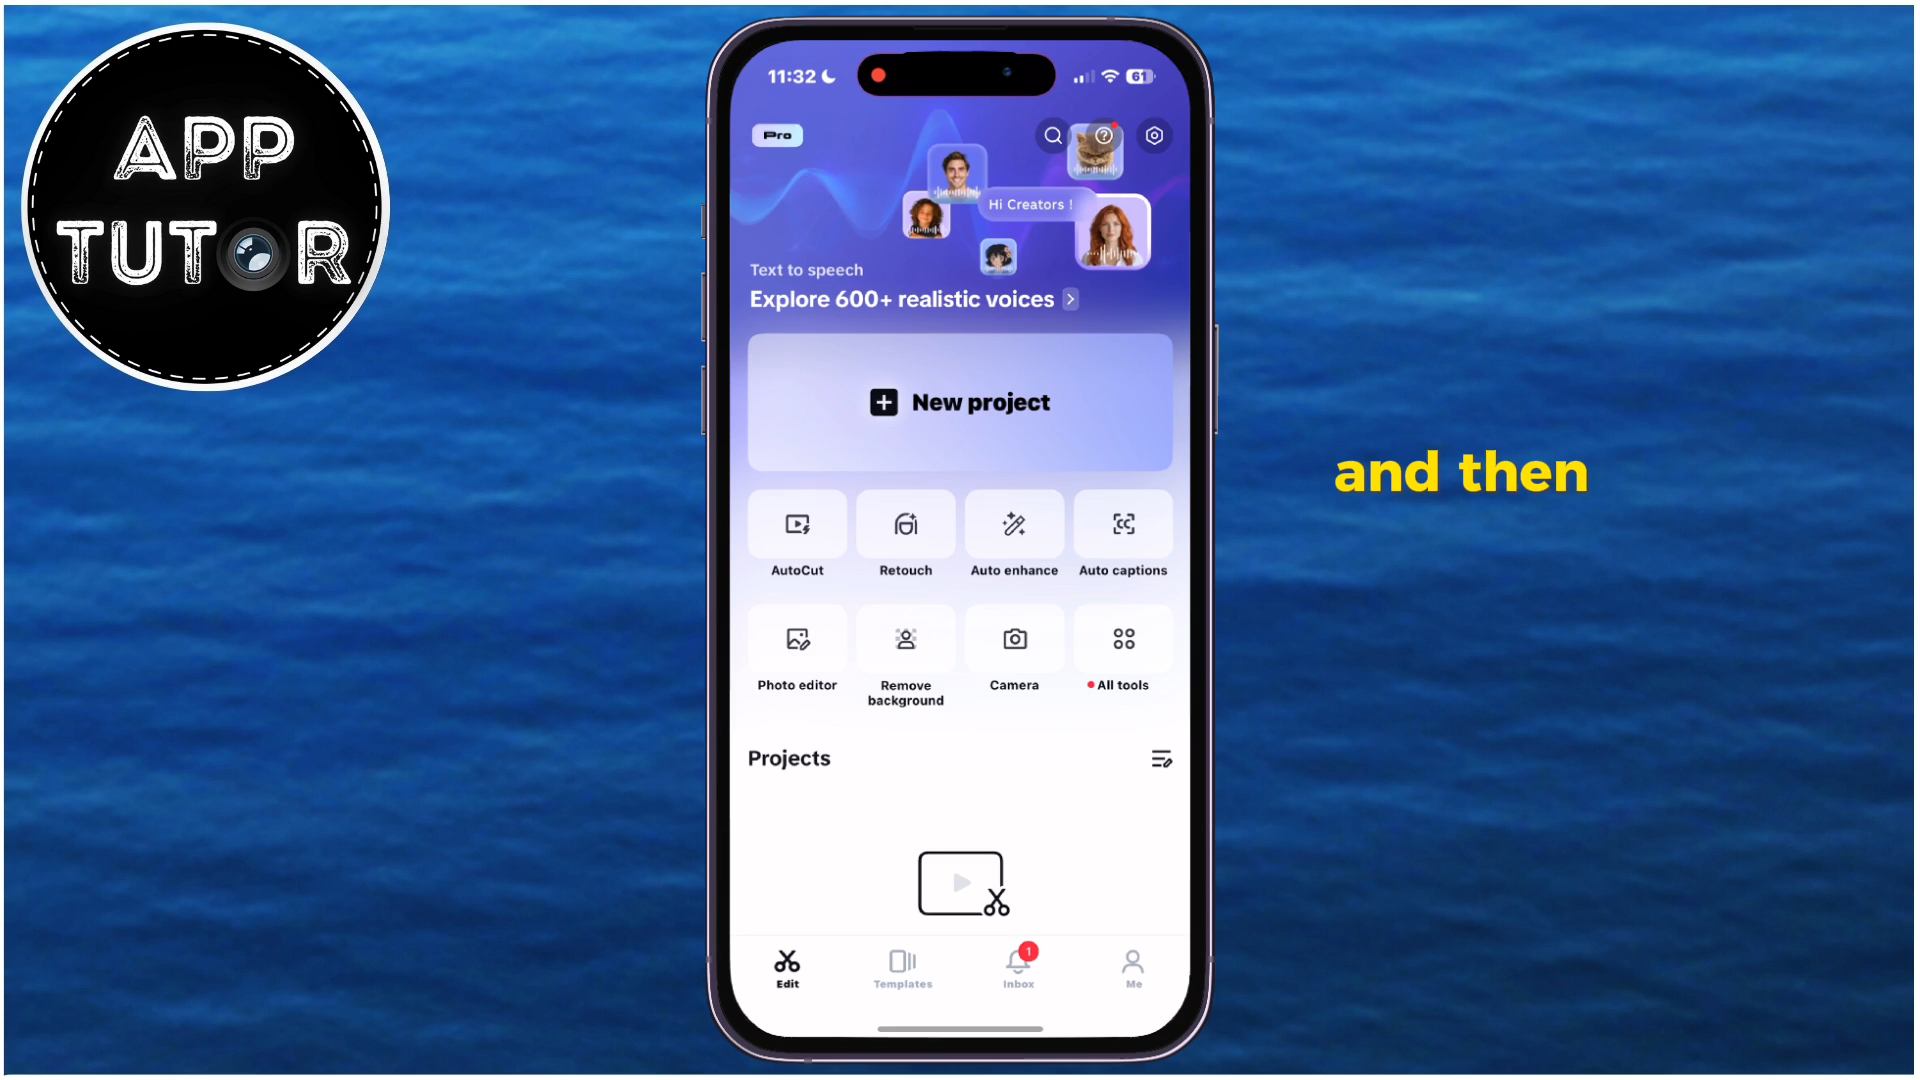 APP
TUTOR
11:32
61
Pro
Hi Creators !
Text to speech
Explore 600+ realistic voices
New project
AutoCut
Retouch
Auto enhance
Auto captions
Photo editor
Remove
background
Camera
All tools
Projects
Edit
Templates
1
Inbox
Me
and then